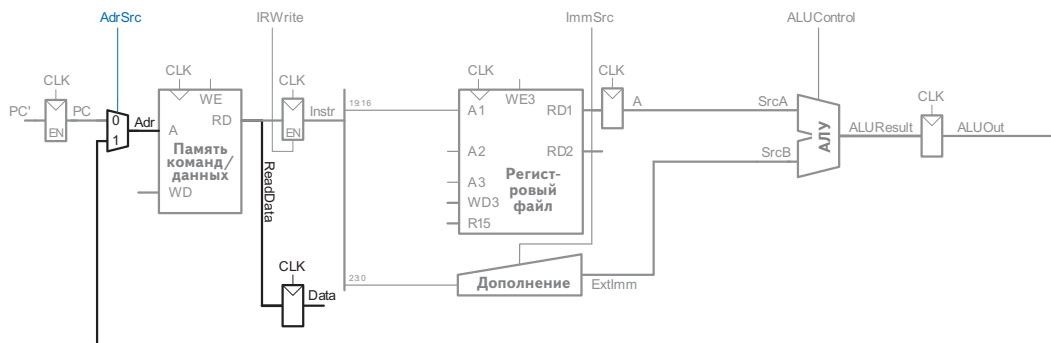 AdrSrc
IRWrite
ImmSrc
ALUControl
CLK
CLK
CLK
CLK
CLK
CLK
PC'
PC
EN
0
1
Adr
A
WE
RD
Память
команд/
данных
WD
EN
Instr
ReadData
19:16
A1
WE3
RD1
A
A2
RD2
A3
WD3
R15
Регист-
ровый
файл
SrcA
SrcB
АЛУ
ALUResult
ALUOut
CLK
Data
23:0
Дополнение
ExtImm